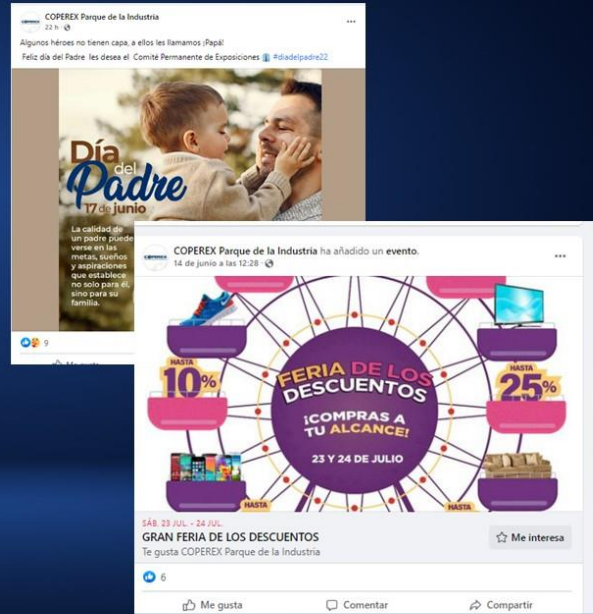 COPEREX Parque de la Industria
22 h ·
Algunos héroes no tienen capa, a ellos les llamamos ¡Papá!
Feliz día del Padre les desea el Comité Permanente de Exposiciones #diadelpadre22
Día
del
Padre
17 de junio
La calidad de
un padre puede
verse en las
metas, sueños
y aspiraciones
que establece
no solo para él,
sino para su
familia.
9
COPEREX Parque de la Industria ha añadido un evento.
14 de junio a las 12:28 ·
HASTA
10%
FERIA DE LOS
DESCUENTOS
¡COMPRAS A
TU ALCANCE!
23 Y 24 DE JULIO
HASTA
25%
HASTA
HASTA
SÁB. 23 JUL. - 24 JUL.
GRAN FERIA DE LOS DESCUENTOS
Te gusta COPEREX Parque de la Industria
Me interesa
6
Me gusta
Comentar
Compartir